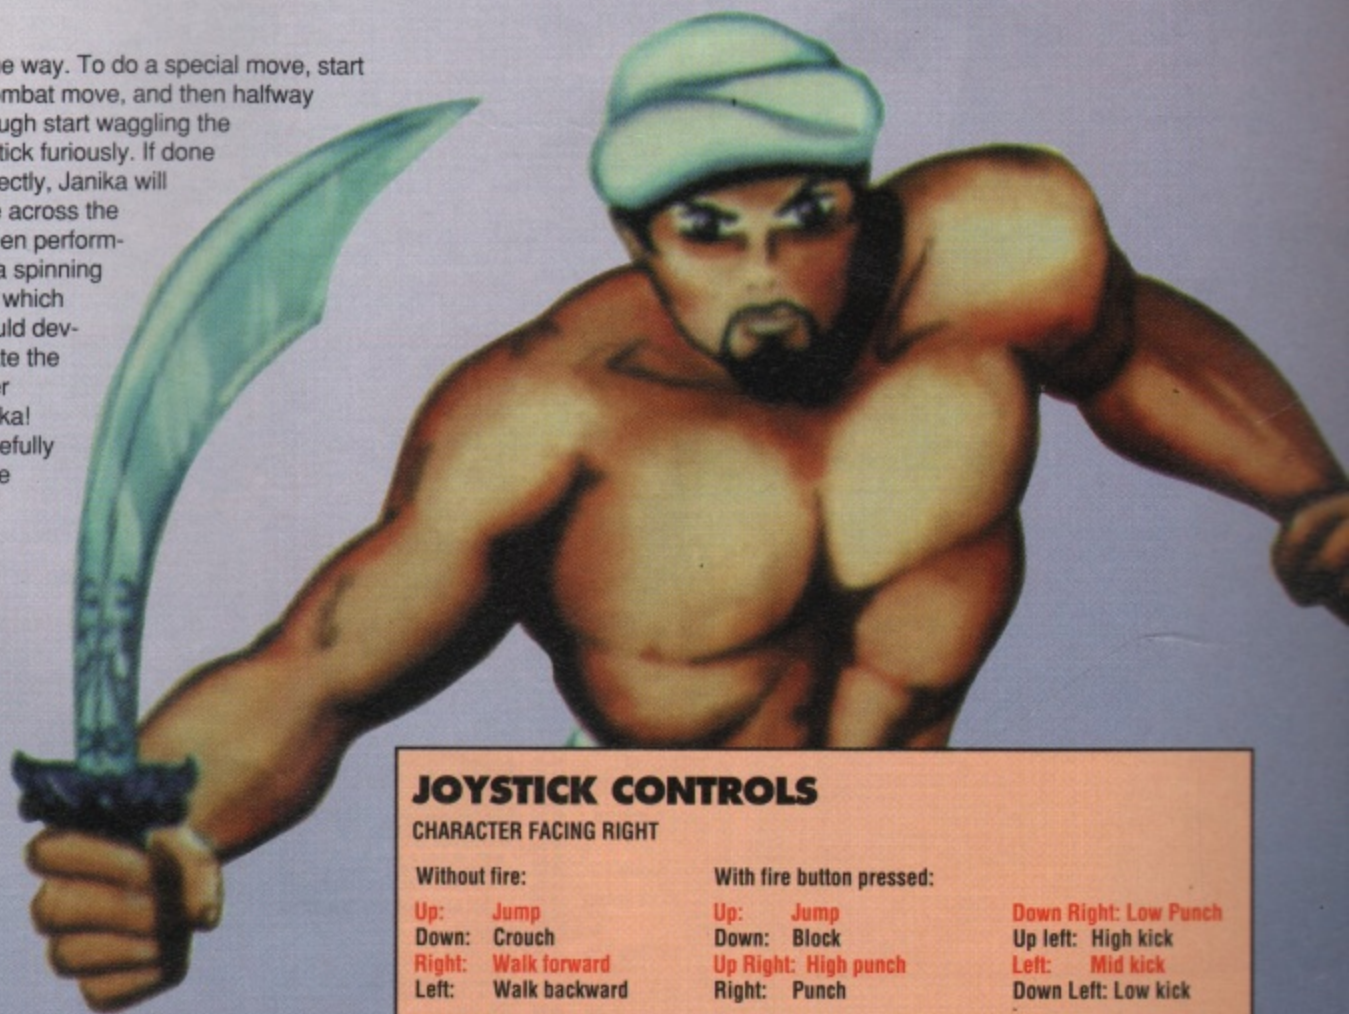 e way. To do a special move, start
ombat move, and then halfway
ugh start waggling the
tick furiously. If done
ectly, Janika will
e across the
en perform-
a spinning
which
uld dev-
te the
er
ka!
efully
e
JOYSTICK CONTROLS
CHARACTER FACING RIGHT
Without fire:
Up: Jump
Down: Crouch
Right: Walk forward
Left: Walk backward
With fire button pressed:
Up: Jump
Down: Block
Up Right: High punch
Right: Punch
Down Right: Low Punch
Up left: High kick
Left: Mid kick
Down Left: Low kick